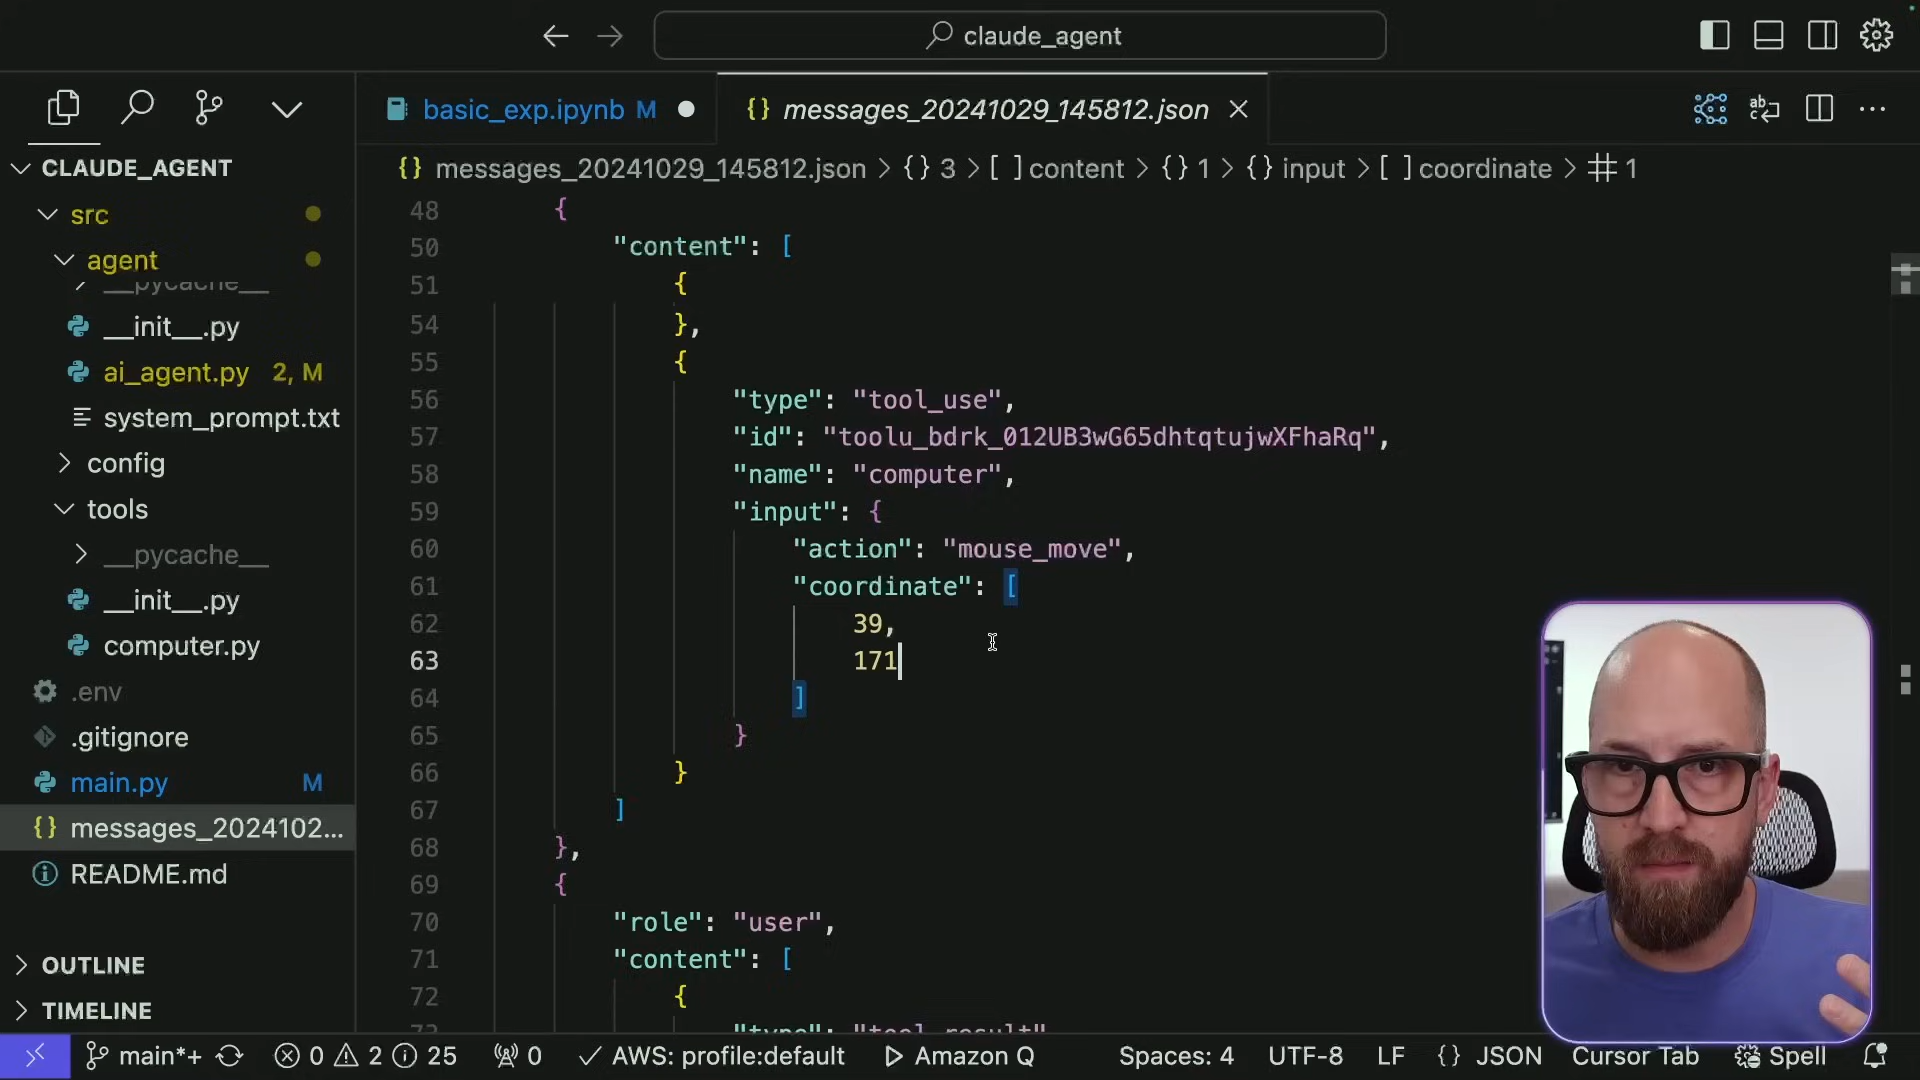 claude_agent
basic_exp.ipynb M
messages_20241029_145812.json
CLAUDE_AGENT
messages_20241029_145812.json > {} 3 > [ ] content > {} 1 > {} input > [ ] coordinate > # 1
src
agent
__pycache__
__init__.py
ai_agent.py 2, M
system_prompt.txt
config
tools
__pycache__
__init__.py
computer.py
.env
.gitignore
main.py M
{} messages_2024102...
README.md
OUTLINE
TIMELINE
48 {
50 "content": [
51 {
54 },
55 {
56 "type": "tool_use",
57 "id": "toolu_bdrk_012UB3wG65dhtqtujwXFhaRq",
58 "name": "computer",
59 "input": {
60 "action": "mouse_move",
61 "coordinate": [
62 39,
63 171
64 ]
65 }
66 }
67 ]
68 },
69 {
70 "role": "user",
71 "content": [
72 {
73 "type": "tool_result"
main*+ 0 2 25 0 AWS: profile:default Amazon Q Spaces: 4 UTF-8 LF {} JSON Cursor Tab Spell